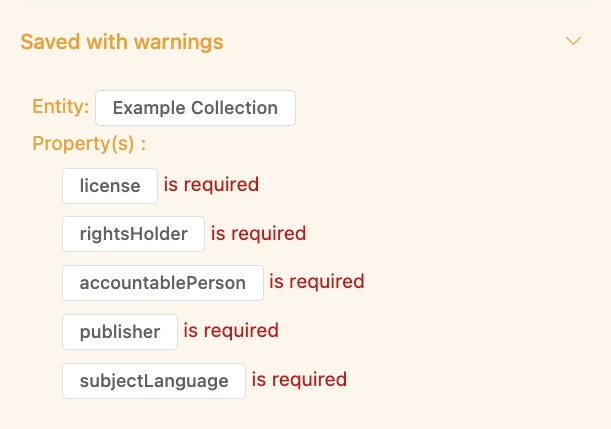 Saved with warnings
Entity: Example Collection
Property(s) :
license is required
rightsHolder is required
accountablePerson is required
publisher is required
subjectLanguage is required